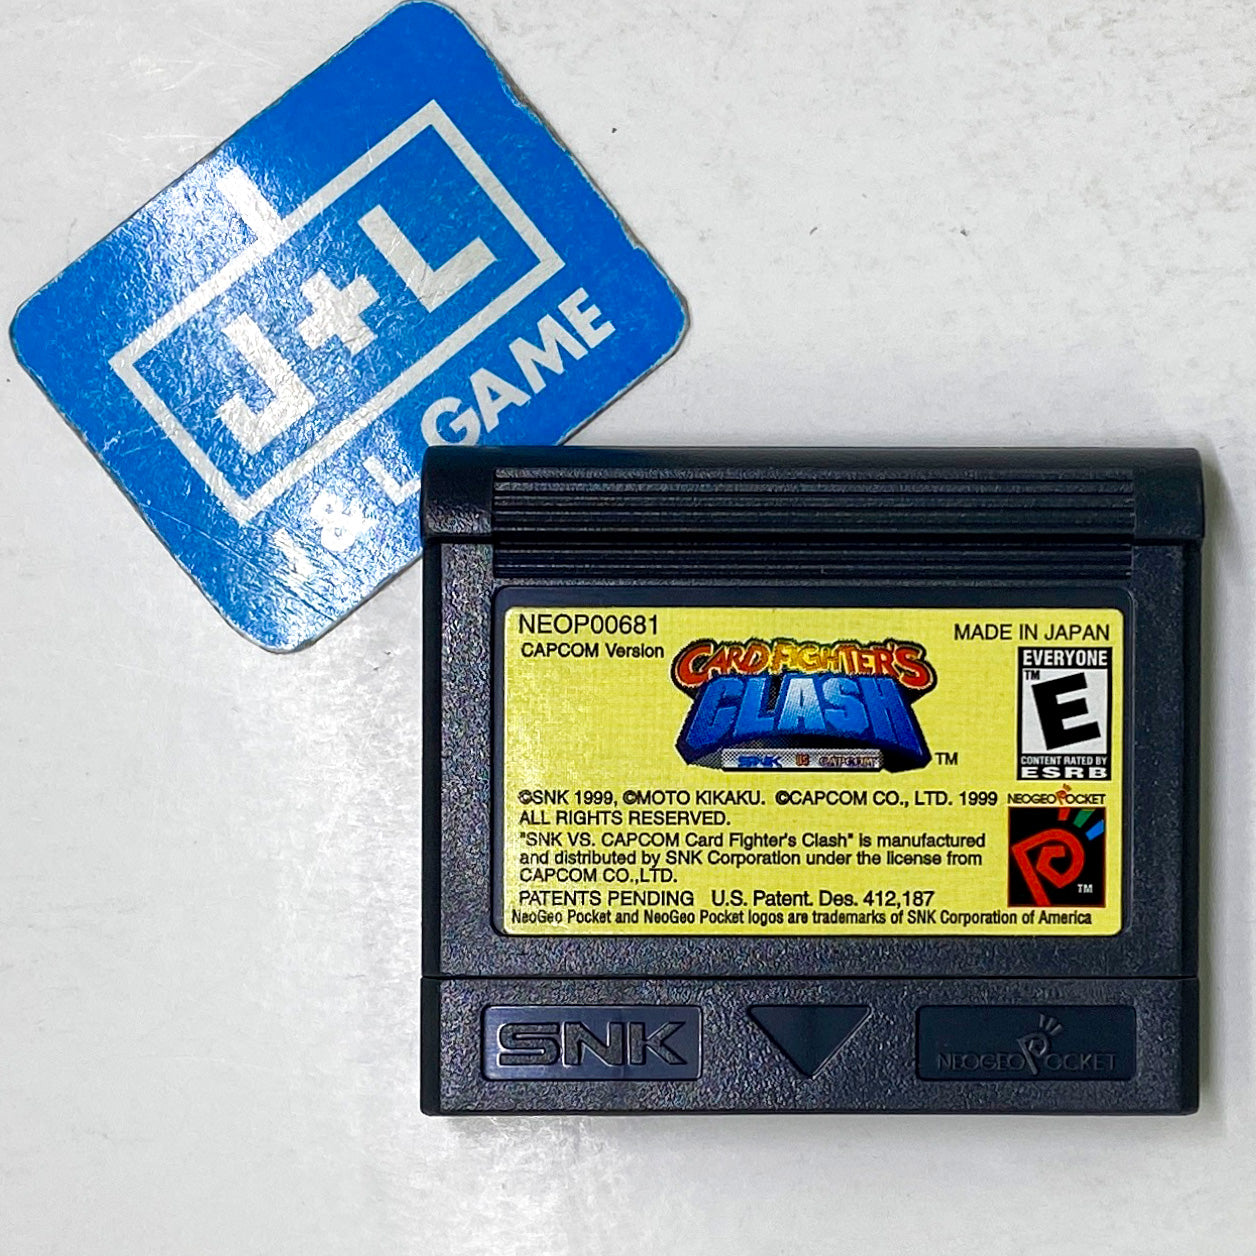 J+L
J&L GAME
NEOP00681
CAPCOM Version
MADE IN JAPAN
CARD FIGHTER'S
CLASH
SNK VS CAPCOM
TM
EVERYONE
TM
E
CONTENT RATED BY
ESRB
©SNK 1999, ©MOTO KIKAKU. ©CAPCOM CO., LTD. 1999
ALL RIGHTS RESERVED.
"SNK VS. CAPCOM Card Fighter's Clash" is manufactured
and distributed by SNK Corporation under the license from
CAPCOM CO.,LTD.
PATENTS PENDING U.S. Patent. Des. 412,187
NeoGeo Pocket and NeoGeo Pocket logos are trademarks of SNK Corporation of America
NEOGEO POCKET
TM
SNK
NEOGEO POCKET